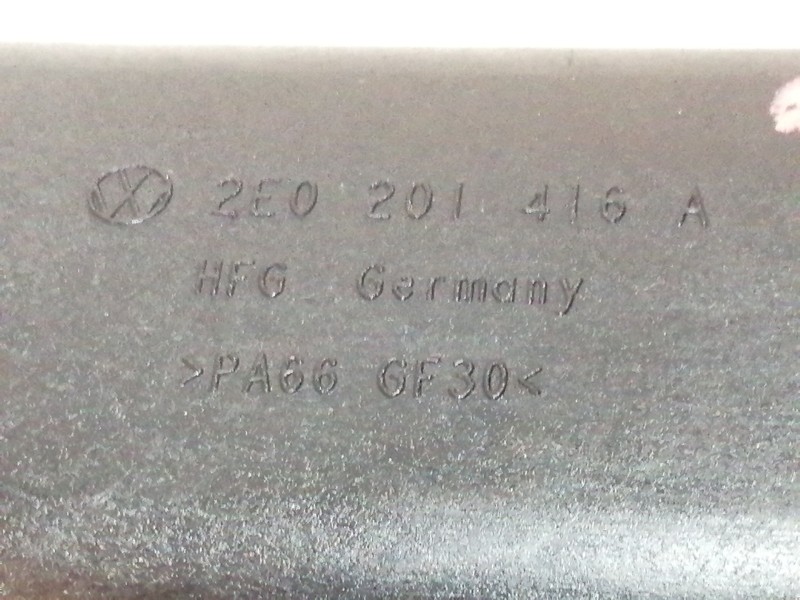 2E0 201 416 A
HFG Germany
>PA66 GF30<